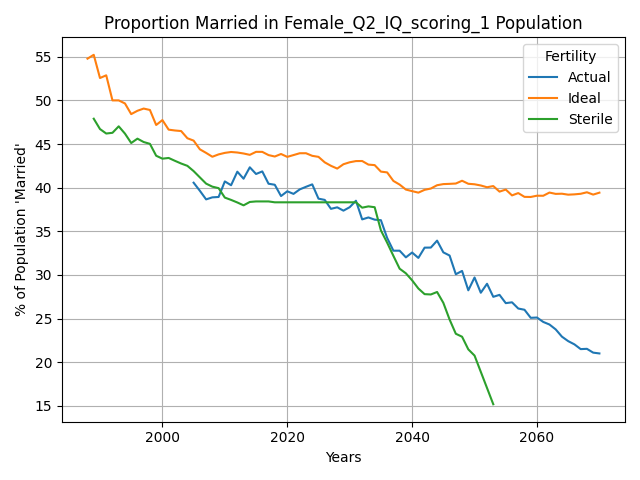 Proportion Married in Female_Q2_IQ_scoring_1 Population
% of Population 'Married'
55
50
45
40
35
30
25
20
15
Fertility
Actual
Ideal
Sterile
2000
2020
2040
2060
Years